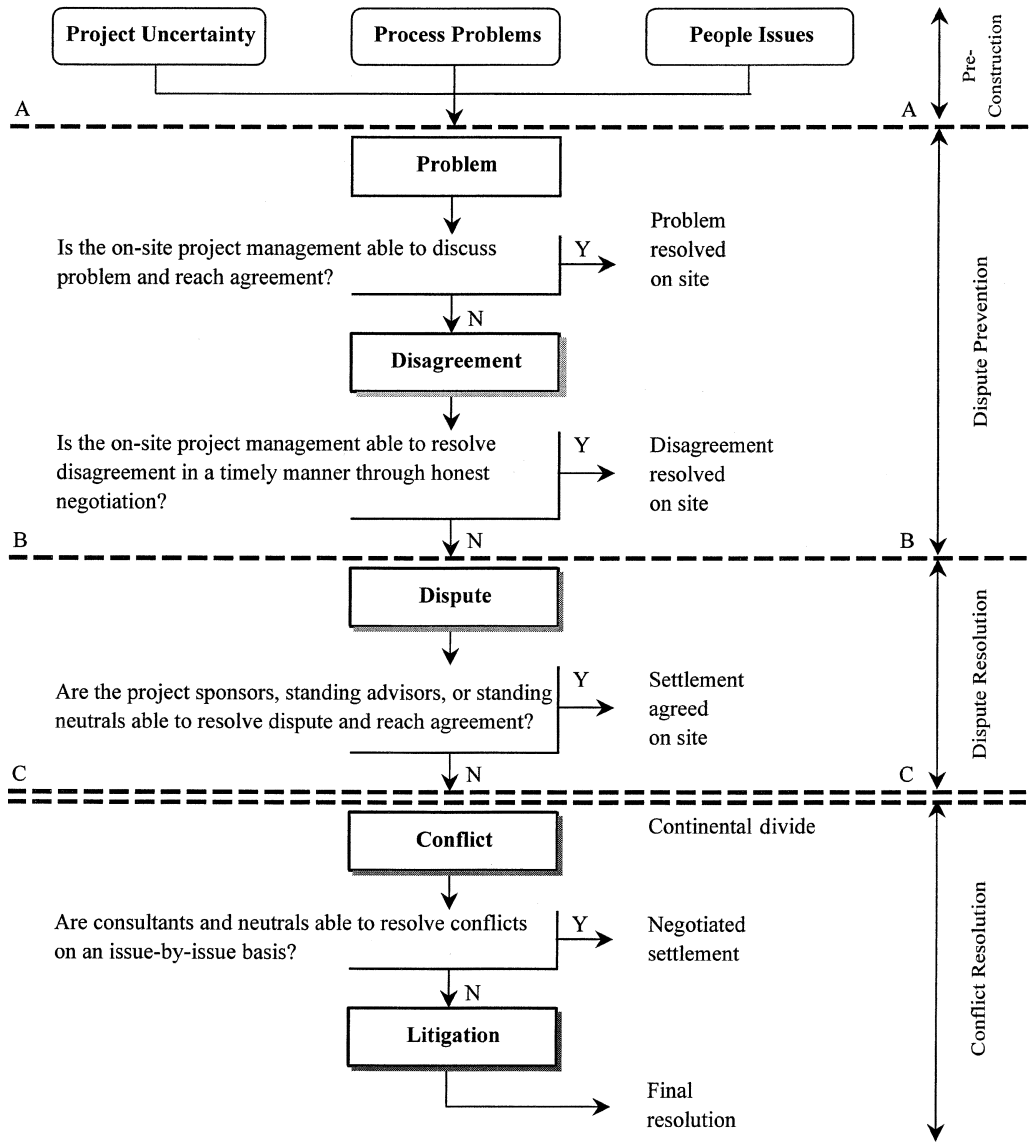 Project Uncertainty
Process Problems
People Issues
Pre-
Construction
A
A
Problem
Is the on-site project management able to discuss
problem and reach agreement?
Y
Problem
resolved
on site
N
Disagreement
Is the on-site project management able to resolve
disagreement in a timely manner through honest
negotiation?
Y
Disagreement
resolved
on site
N
Dispute Prevention
B
B
Dispute
Are the project sponsors, standing advisors, or standing
neutrals able to resolve dispute and reach agreement?
Y
Settlement
agreed
on site
N
Dispute Resolution
C
C
Continental divide
Conflict
Are consultants and neutrals able to resolve conflicts
on an issue-by-issue basis?
Y
Negotiated
settlement
N
Litigation
Final
resolution
Conflict Resolution